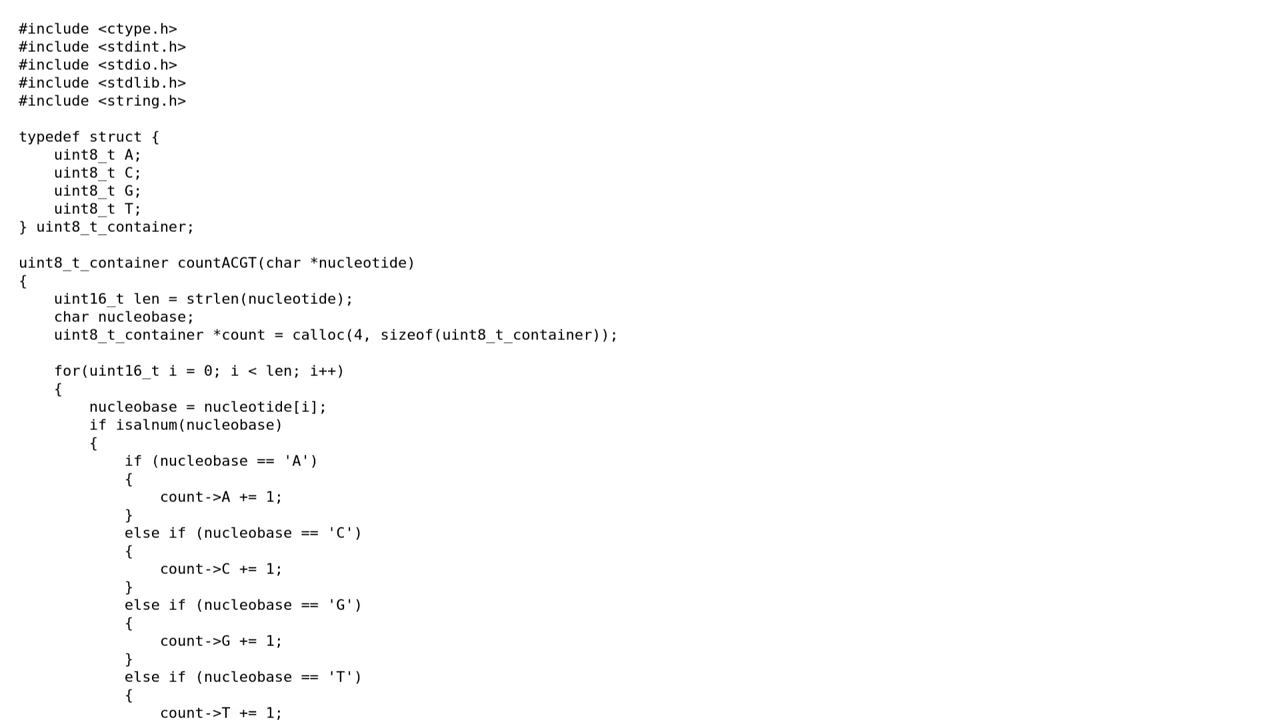 #include <ctype.h>
#include <stdint.h>
#include <stdio.h>
#include <stdlib.h>
#include <string.h>

typedef struct {
    uint8_t A;
    uint8_t C;
    uint8_t G;
    uint8_t T;
} uint8_t_container;

uint8_t_container countACGT(char *nucleotide)
{
    uint16_t len = strlen(nucleotide);
    char nucleobase;
    uint8_t_container *count = calloc(4, sizeof(uint8_t_container));

    for(uint16_t i = 0; i < len; i++)
    {
        nucleobase = nucleotide[i];
        if isalnum(nucleobase)
        {
            if (nucleobase == 'A')
            {
                count->A += 1;
            }
            else if (nucleobase == 'C')
            {
                count->C += 1;
            }
            else if (nucleobase == 'G')
            {
                count->G += 1;
            }
            else if (nucleobase == 'T')
            {
                count->T += 1;